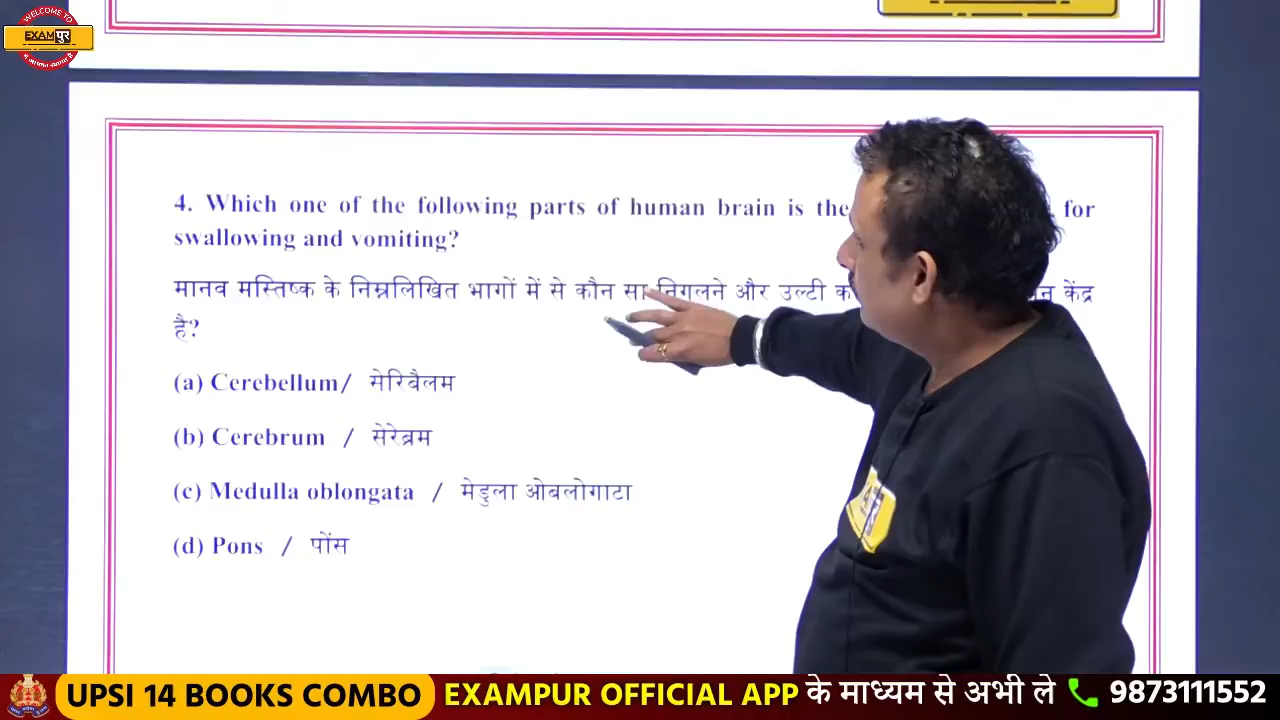 WELCOME TO
EXAMपुर
4. Which one of the following parts of human brain is the for
swallowing and vomiting?
मानव मस्तिष्क के निम्नलिखित भागों में से कौन सा निगलने और उल्टी केंद्र
है?
(a) Cerebellum/ सेरिबैलम
(b) Cerebrum / सेरेब्रम
(c) Medulla oblongata / मेडुला ओबलोगाटा
(d) Pons / पोंस
UPSI 14 BOOKS COMBO EXAMPUR OFFICIAL APP के माध्यम से अभी ले 9873111552